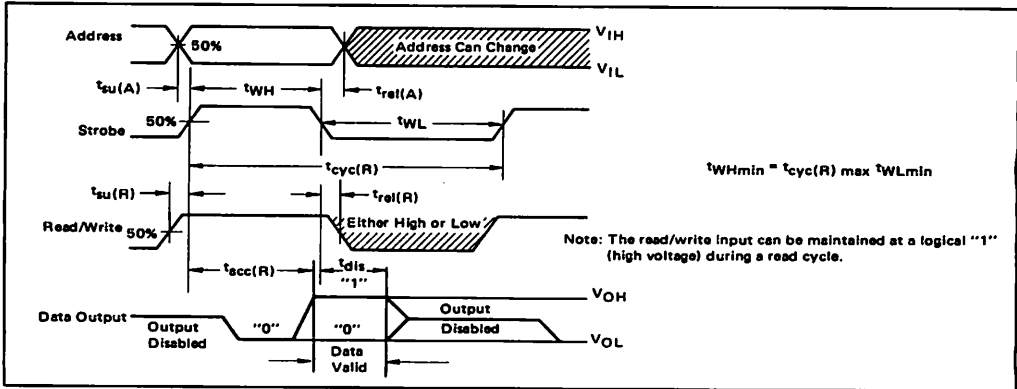 Address
50%
Address Can Change
VIH
VIL
tsu(A)
tWH
trel(A)
Strobe
50%
tWL
tcyc(R)
tWHmin = tcyc(R) max tWLmin
tsu(R)
trel(R)
Read/Write
50%
Either High or Low
Note: The read/write input can be maintained at a logical "1"
(high voltage) during a read cycle.
tacc(R)
tdis
"1"
VOH
Data Output
Output
Disabled
"0"
"0"
Output
Disabled
VOL
Data
Valid